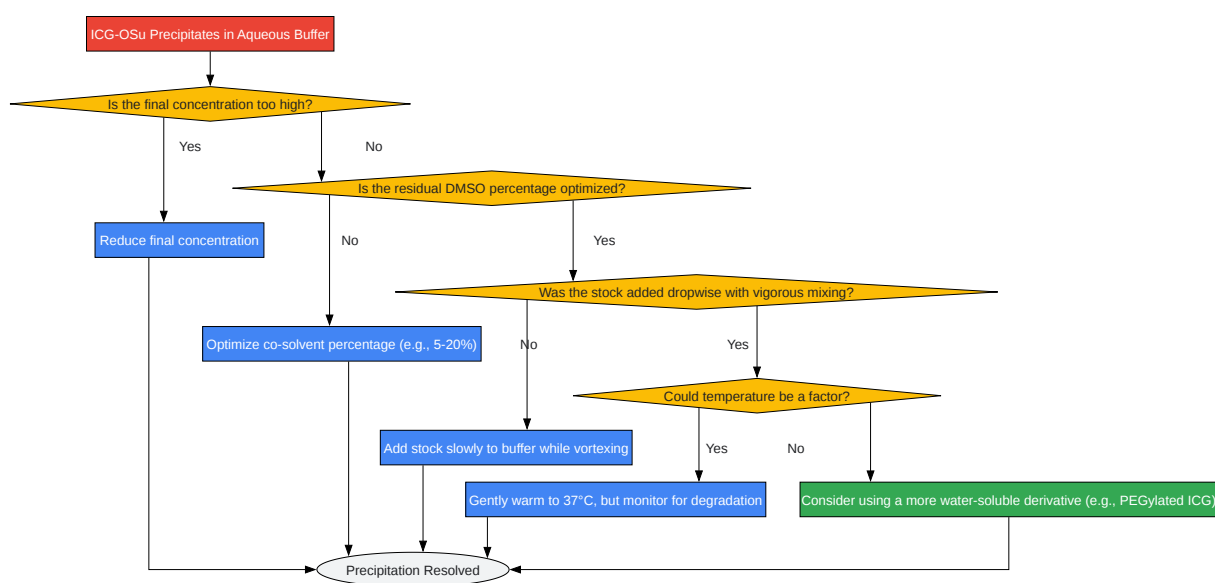 ICG-OSu Precipitates in Aqueous Buffer
Is the final concentration too high?
Yes
No
Is the residual DMSO percentage optimized?
Reduce final concentration
No
Yes
Was the stock added dropwise with vigorous mixing?
Optimize co-solvent percentage (e.g., 5-20%)
No
Yes
Could temperature be a factor?
Add stock slowly to buffer while vortexing
Yes
No
Gently warm to 37°C, but monitor for degradation
Consider using a more water-soluble derivative (e.g., PEGylated ICG)
Precipitation Resolved